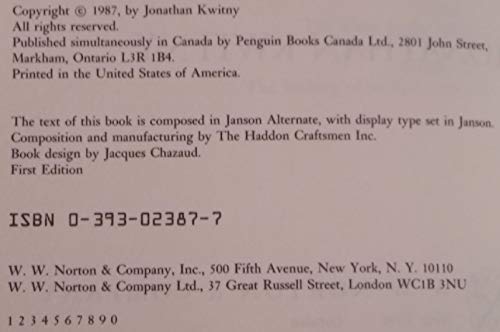 Copyright © 1987, by Jonathan Kwitny
All rights reserved.
Published simultaneously in Canada by Penguin Books Canada Ltd., 2801 John Street,
Markham, Ontario L3R 1B4.
Printed in the United States of America.
The text of this book is composed in Janson Alternate, with display type set in Janson.
Composition and manufacturing by The Haddon Craftsmen Inc.
Book design by Jacques Chazaud.
First Edition
ISBN 0-393-02387-7
W. W. Norton & Company, Inc., 500 Fifth Avenue, New York, N. Y. 10110
W. W. Norton & Company Ltd., 37 Great Russell Street, London WC1B 3NU
1 2 3 4 5 6 7 8 9 0